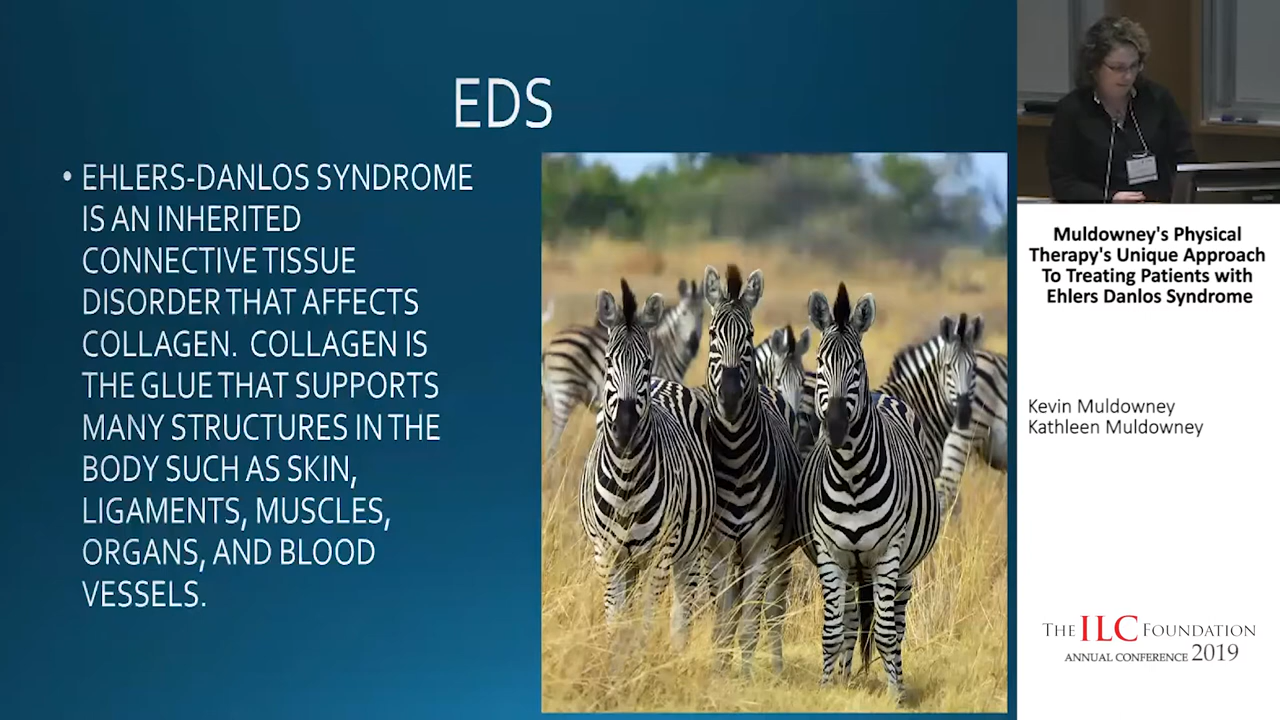 EDS
• EHLERS-DANLOS SYNDROME
IS AN INHERITED
CONNECTIVE TISSUE
DISORDER THAT AFFECTS
COLLAGEN. COLLAGEN IS
THE GLUE THAT SUPPORTS
MANY STRUCTURES IN THE
BODY SUCH AS SKIN,
LIGAMENTS, MUSCLES,
ORGANS, AND BLOOD
VESSELS.
Muldowney's Physical
Therapy's Unique Approach
To Treating Patients with
Ehlers Danlos Syndrome
Kevin Muldowney
Kathleen Muldowney
THE ILC FOUNDATION
ANNUAL CONFERENCE 2019